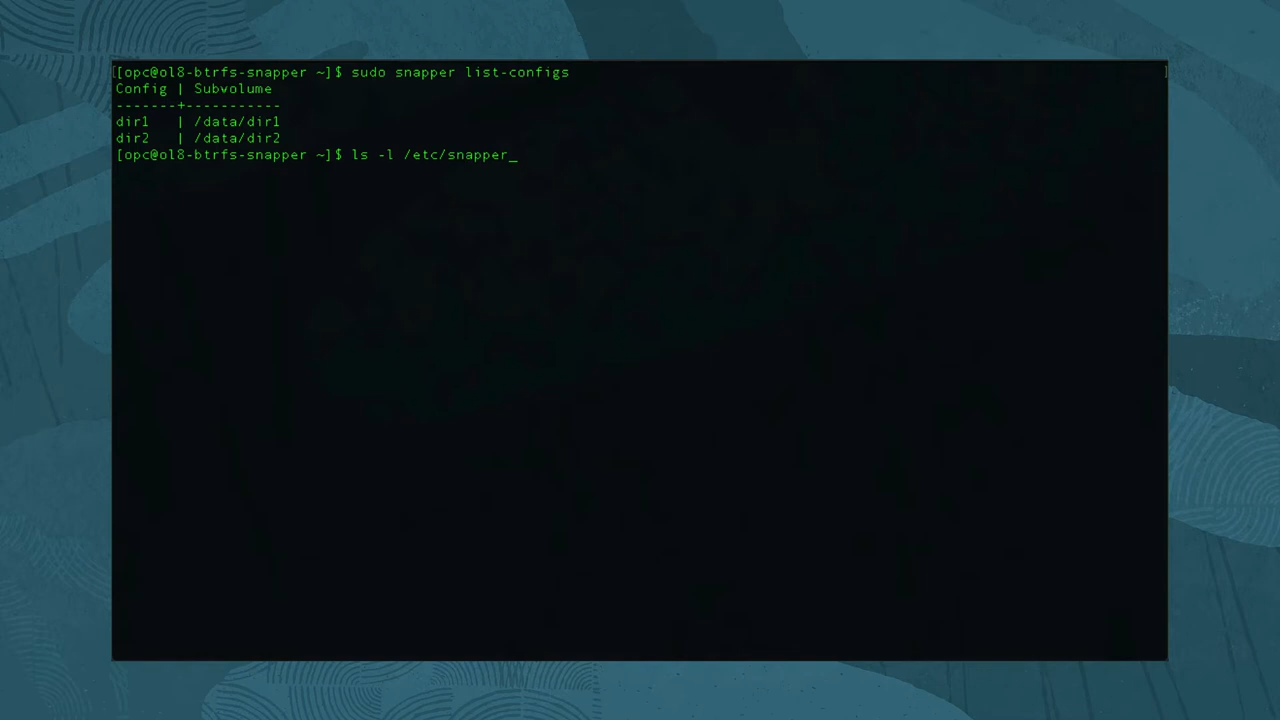 [[opc@ol8-btrfs-snapper ~]$ sudo snapper list-configs ]
Config | Subvolume
-------+-----------
dir1   | /data/dir1
dir2   | /data/dir2
[opc@ol8-btrfs-snapper ~]$ ls -l /etc/snapper_